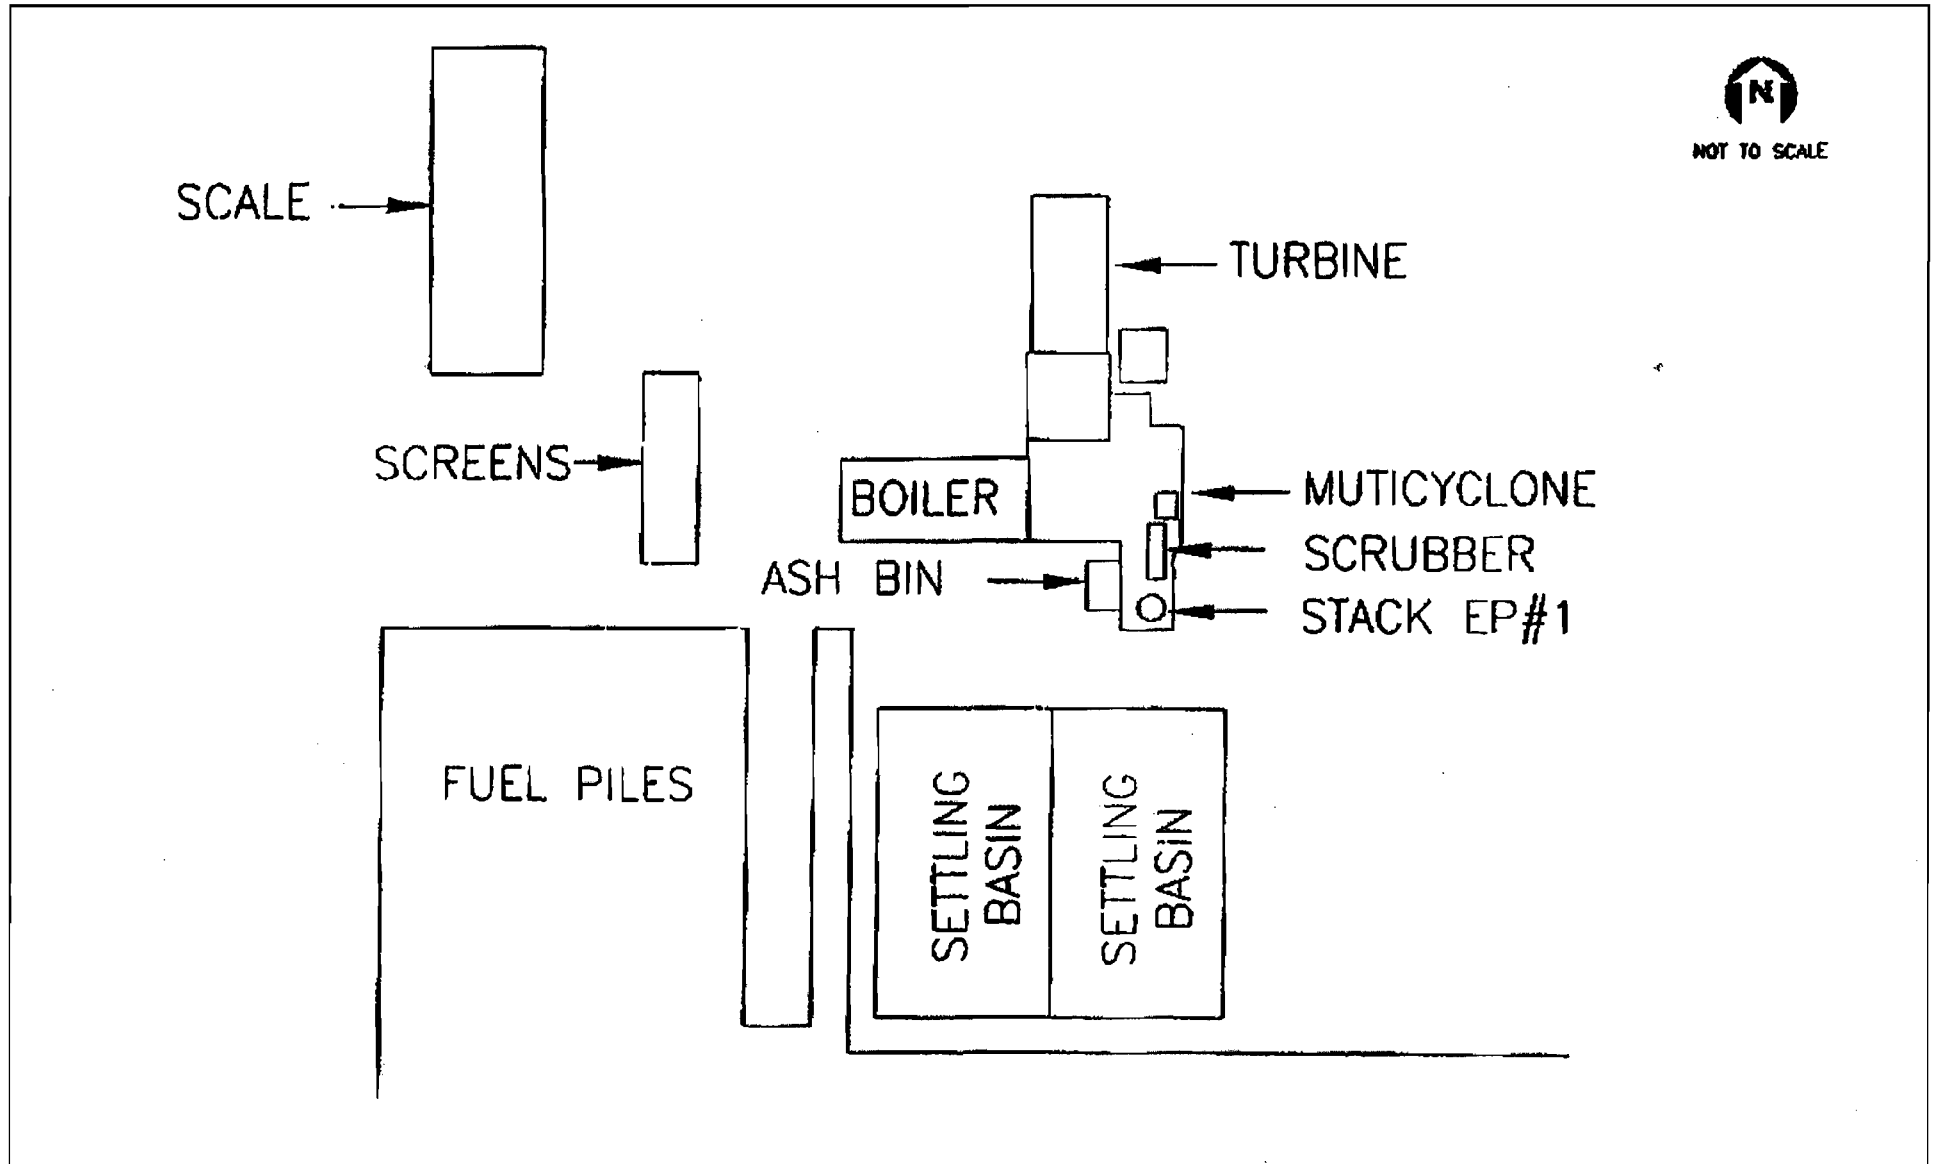 N
NOT TO SCALE
SCALE
TURBINE
SCREENS
BOILER
MUTICYCLONE
SCRUBBER
ASH BIN
STACK EP#1
FUEL PILES
SETTLING
BASIN
SETTLING
BASIN